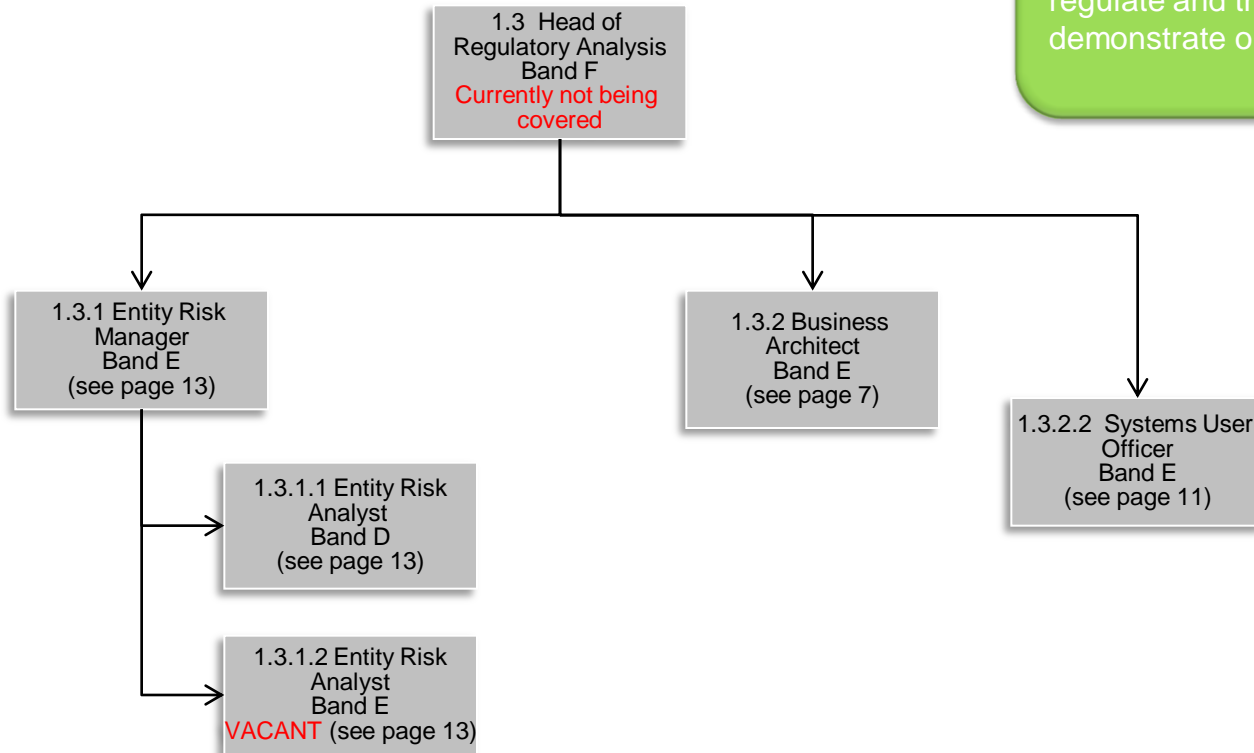 regulate and
demonstrate
1.3 Head of
Regulatory Analysis
Band F
Currently not being
covered
1.3.1 Entity Risk
Manager
Band E
(see page 13)
1.3.2 Business
Architect
Band E
(see page 7)
1.3.2.2 Systems User
Officer
Band E
(see page 11)
1.3.1.1 Entity Risk
Analyst
Band D
(see page 13)
1.3.1.2 Entity Risk
Analyst
Band E
VACANT (see page 13)